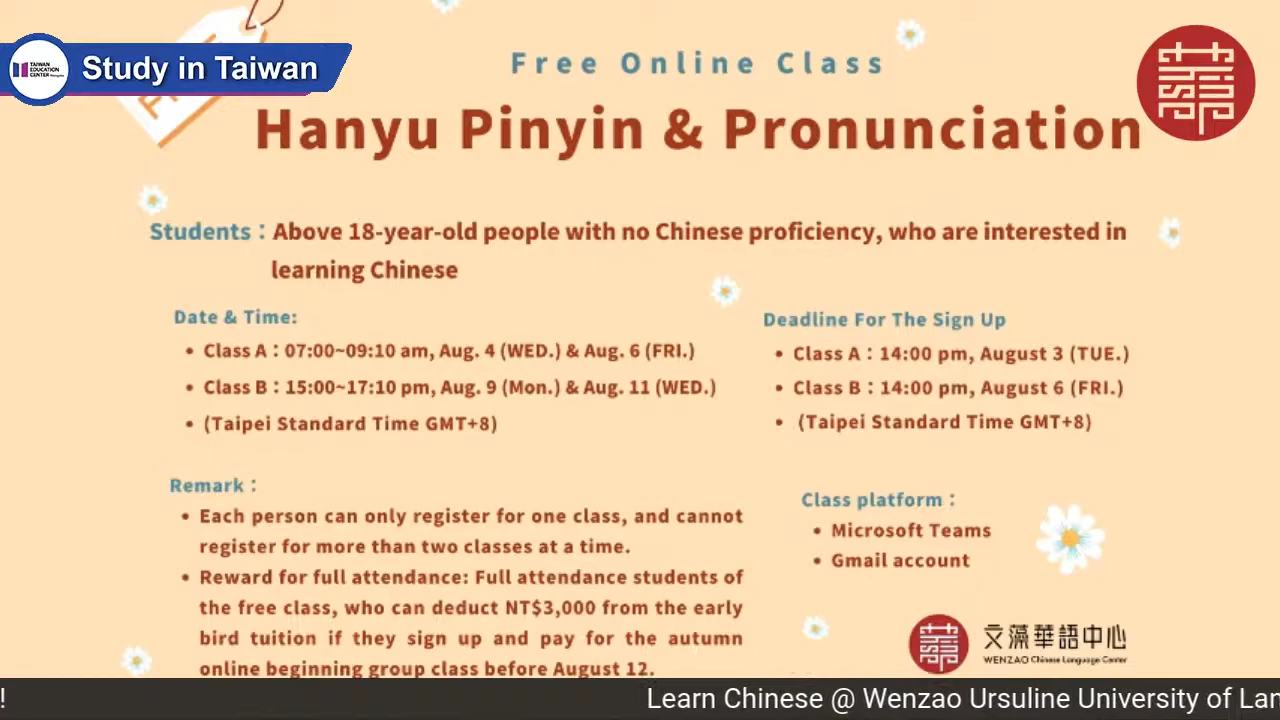 TAIWAN
EDUCATION
CENTER
Study in Taiwan
Free Online Class
Hanyu Pinyin & Pronunciation
Students：Above 18-year-old people with no Chinese proficiency, who are interested in
learning Chinese
Date & Time:
• Class A：07:00~09:10 am, Aug. 4 (WED.) & Aug. 6 (FRI.)
• Class B：15:00~17:10 pm, Aug. 9 (Mon.) & Aug. 11 (WED.)
• (Taipei Standard Time GMT+8)
Deadline For The Sign Up
• Class A：14:00 pm, August 3 (TUE.)
• Class B：14:00 pm, August 6 (FRI.)
• (Taipei Standard Time GMT+8)
Remark：
• Each person can only register for one class, and cannot
register for more than two classes at a time.
• Reward for full attendance: Full attendance students of
the free class, who can deduct NT$3,000 from the early
bird tuition if they sign up and pay for the autumn
online beginning group class before August 12.
Class platform：
• Microsoft Teams
• Gmail account
文藻華語中心
WENZAO Chinese Language Center
! Learn Chinese @ Wenzao Ursuline University of Lan